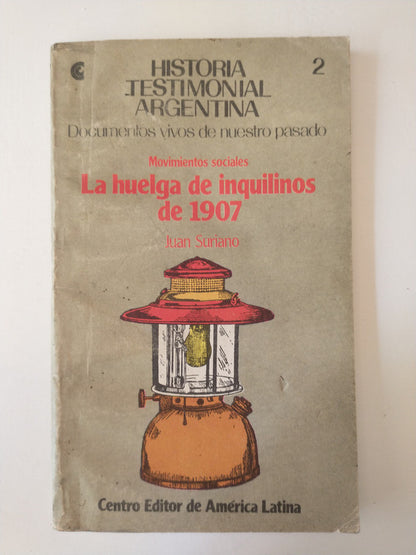 HISTORIA
TESTIMONIAL
ARGENTINA
2
Documentos vivos de nuestro pasado
Movimientos sociales
La huelga de inquilinos
de 1907
Juan Suriano
Centro Editor de América Latina